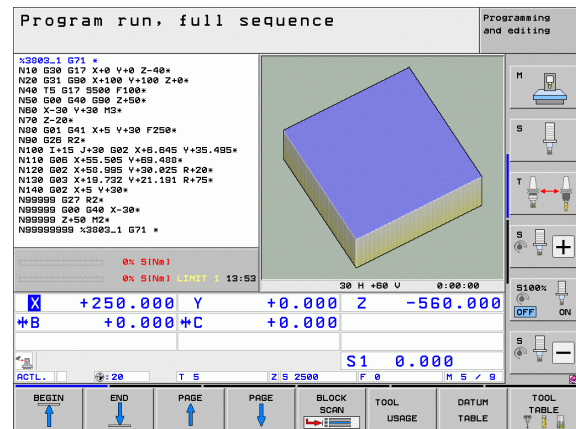 Program run, full sequence
Programming
and editing
%3803_1 G71 *
N10 G30 G17 X+0 Y+0 Z-40*
N20 G31 G90 X+100 Y+100 Z+0*
N40 T5 G17 S500 F100*
N50 G00 G40 G90 Z+50*
N60 X-30 Y+30 M3*
N70 Z-20*
N80 G01 G41 X+5 Y+30 F250*
N90 G26 R2*
N100 I+15 J+30 G02 X+6.645 Y+35.495*
N110 G06 X+55.505 Y+69.488*
N120 G02 X+58.995 Y+30.025 R+20*
N130 G03 X+19.732 Y+21.191 R+75*
N140 G02 X+5 Y+30*
N99999 G27 R2*
N99999 G00 G40 X-30*
N99999 Z+50 M2*
N99999999 %3803_1 G71 *
0% S[Nm]
0% S[Nm] LIMIT 1 13:53
30 H +60 V 0:00:00
X +250.000 Y +0.000 Z -560.000
B +0.000 C +0.000
S1 0.000
ACTL. : 20 T 5 Z S 2500 F 0 M 5 / 9
M
S
T
S
S100%
OFF ON
S
BEGIN
END
PAGE
PAGE
BLOCK
SCAN
TOOL
USAGE
DATUM
TABLE
TOOL
TABLE